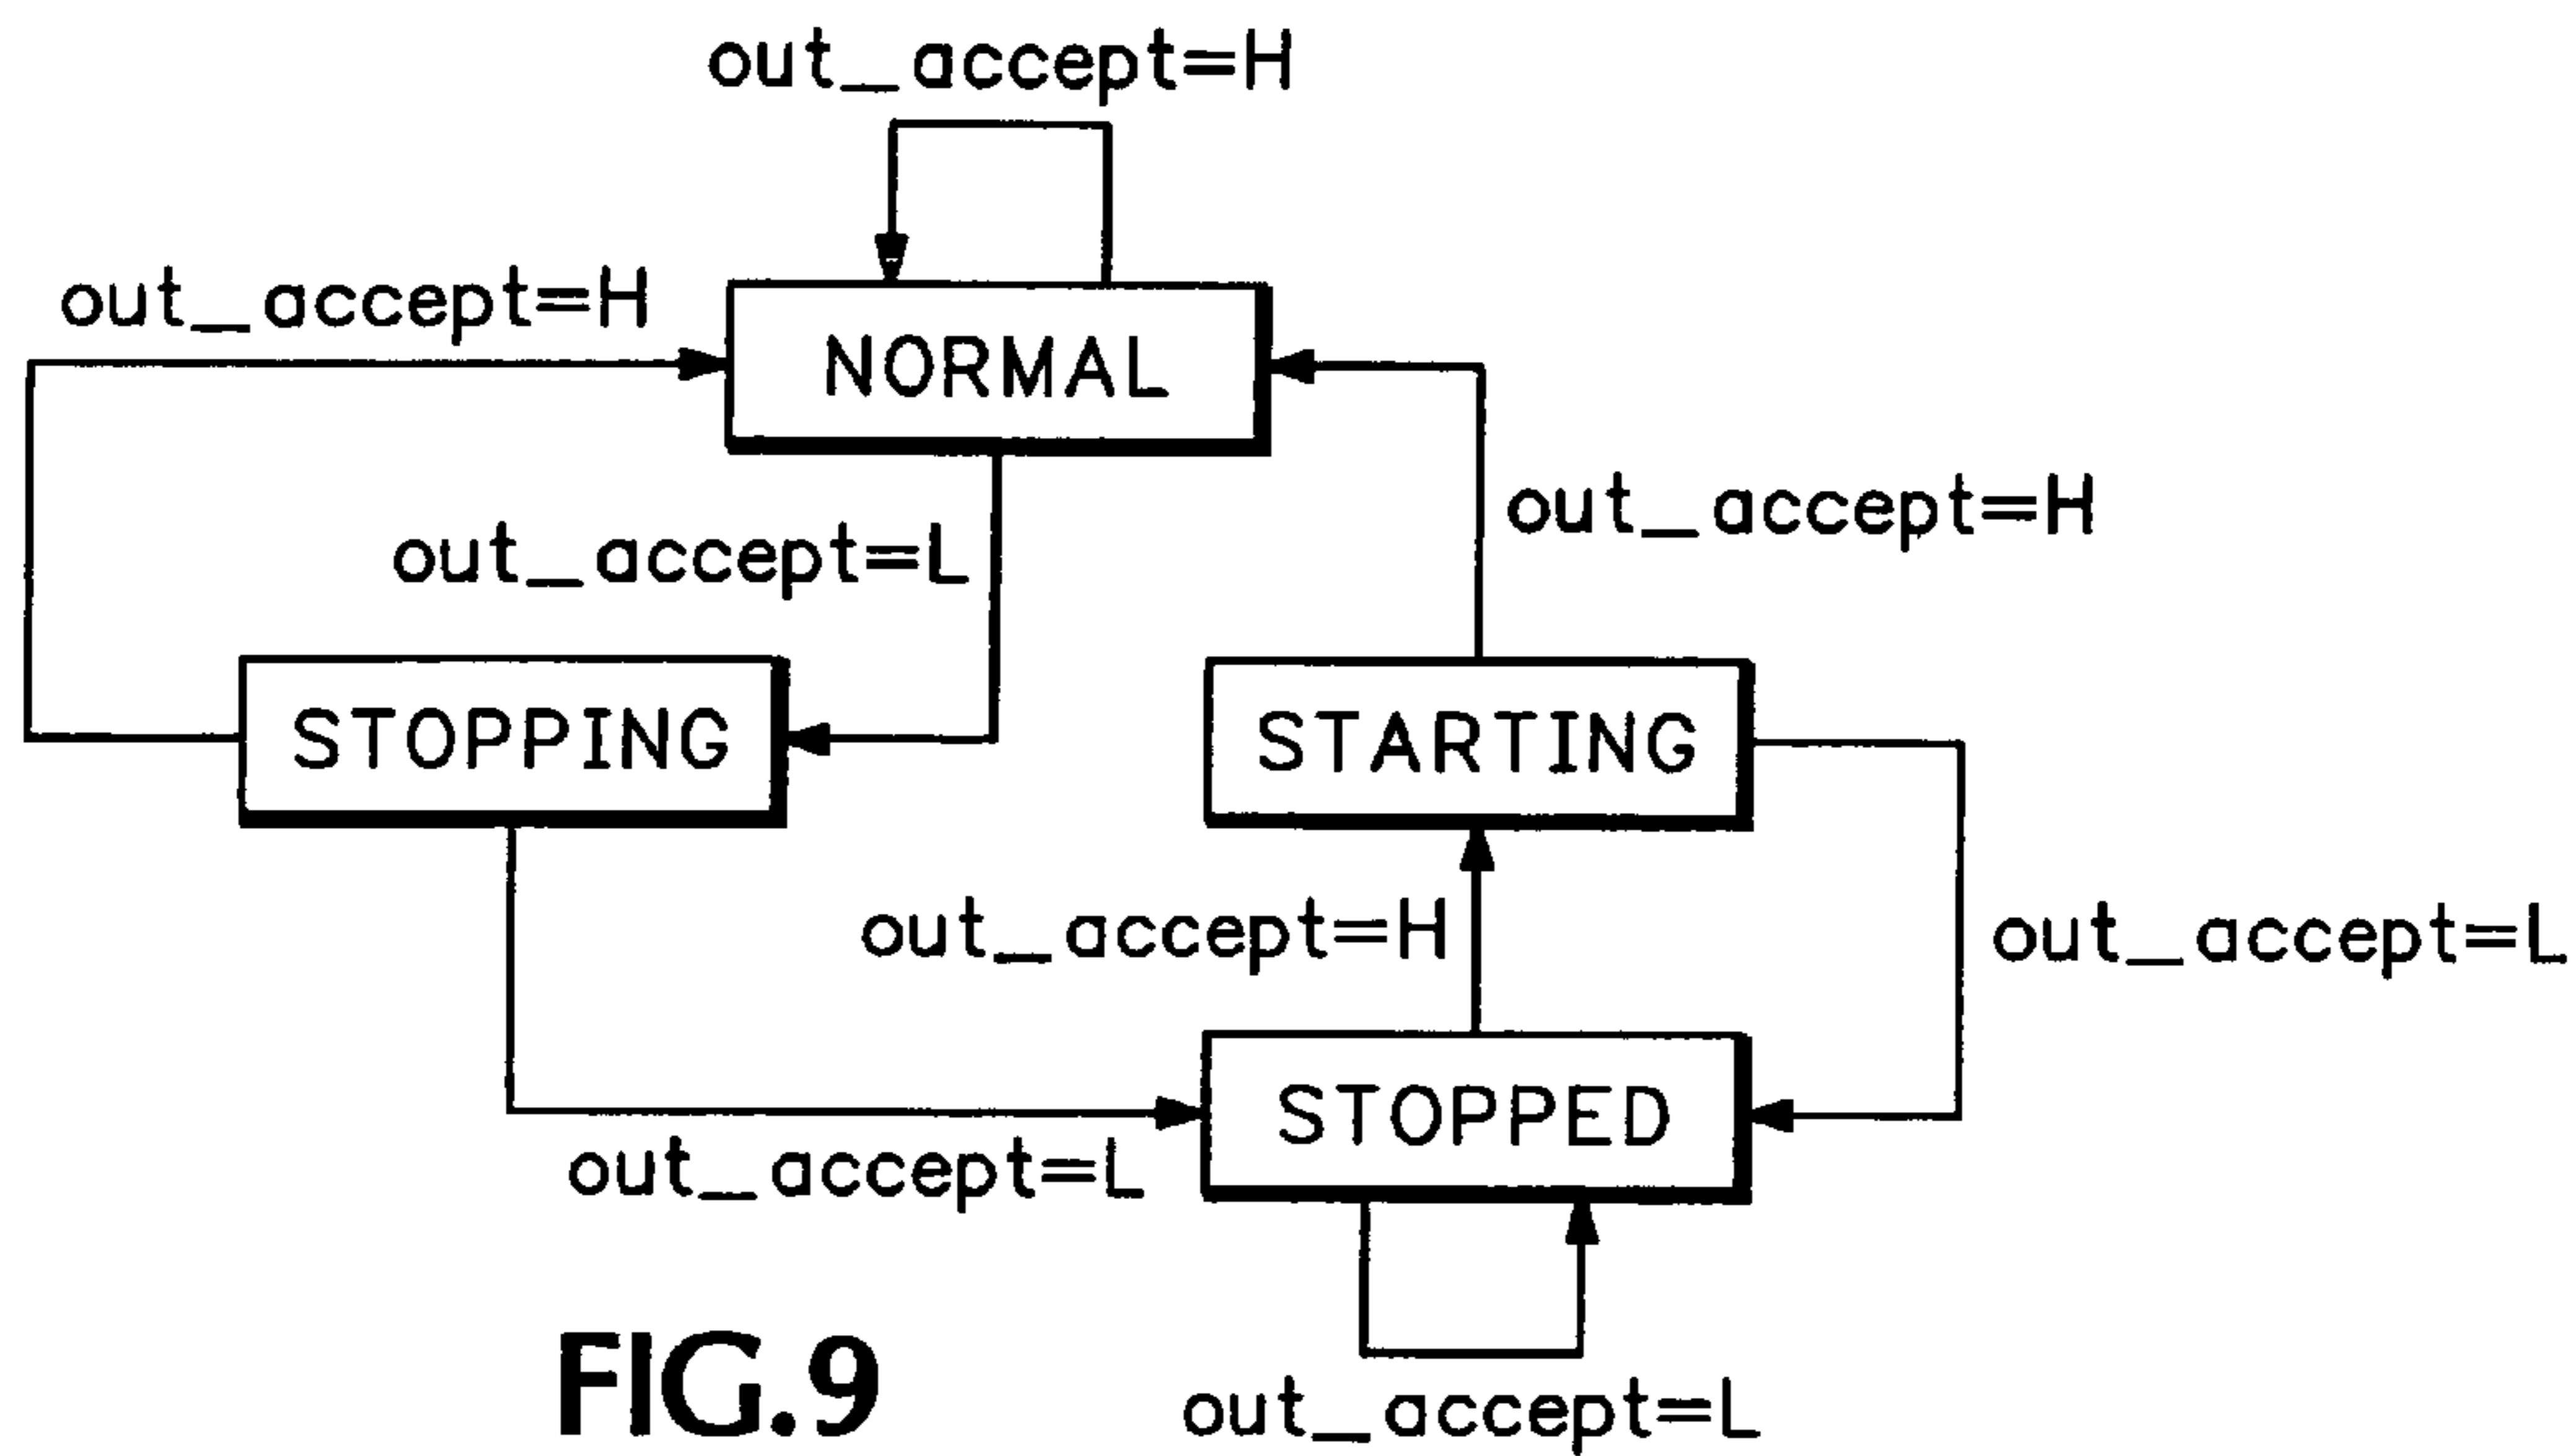 out_accept=H
out_accept=H
NORMAL
out_accept=L
out_accept=H
STOPPING
STARTING
out_accept=H
out_accept=L
STOPPED
out_accept=L
out_accept=L
FIG.9